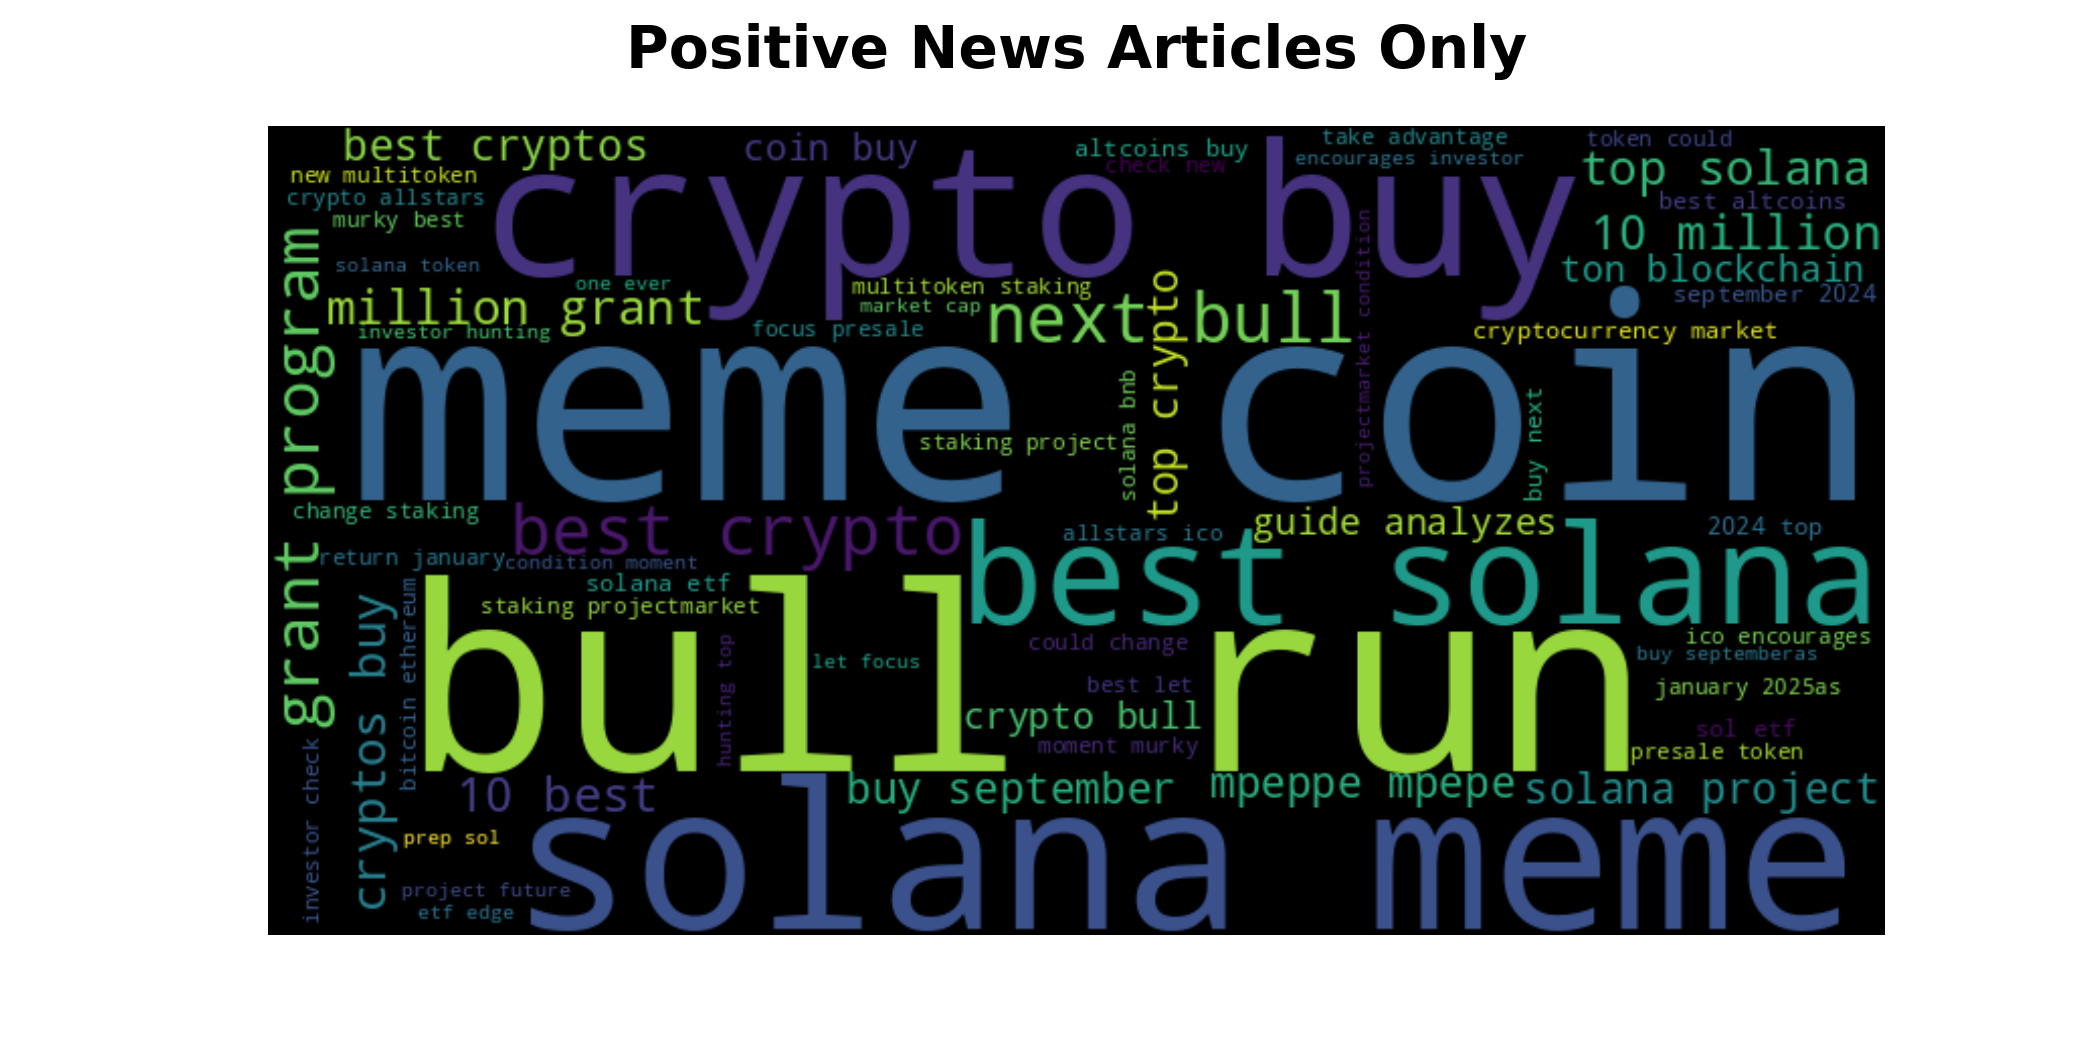 Positive News Articles Only
best cryptos
coin buy
altcoins buy
take advantage
token could
check new
encourages investor
new multitoken
crypto buy
top solana
crypto allstars
best altcoins
murky best
10 million
solana token
ton blockchain
one ever
multitoken staking
september 2024
million grant
market cap
next bull
investor hunting
focus presale
cryptocurrency market
grant program
top crypto
projectmarket condition
meme coin
solana bnb
buy next
staking project
change staking
best crypto
allstars ico
guide analyzes
2024 top
return january
condition moment
best solana
solana etf
staking projectmarket
bull run
cryptos buy
bitcoin ethereum
hunting top
could change
ico encourages
let focus
buy septemberas
best let
january 2025as
crypto bull
sol etf
moment murky
presale token
investor check
10 best
buy september
mpeppe mpepe
solana project
prep sol
solana meme
project future
etf edge